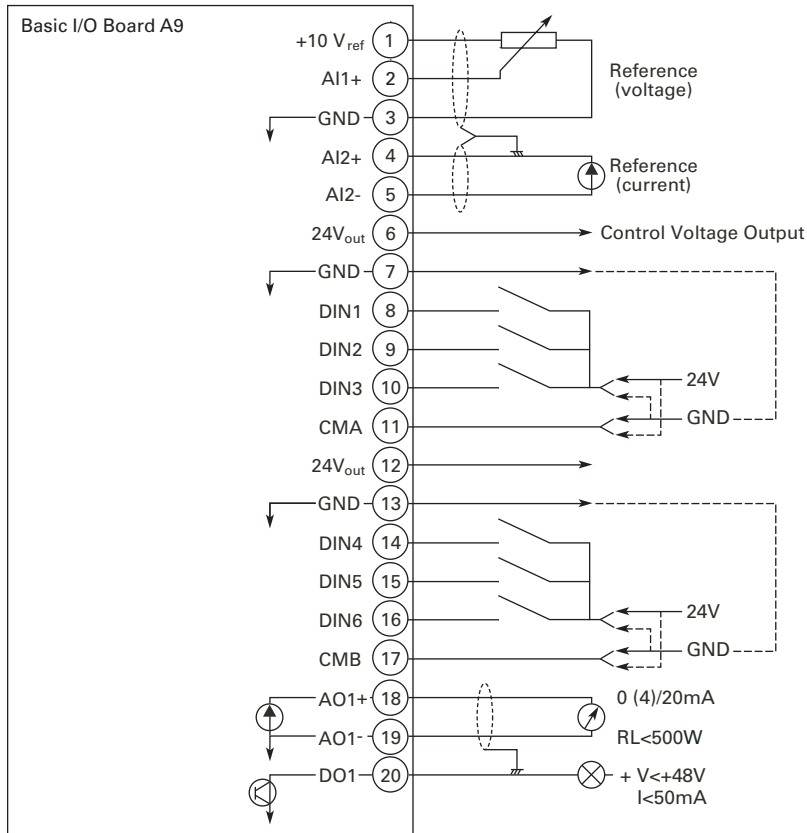 Basic I/O Board A9
+10 Vref 1
AI1+ 2
Reference
(voltage)
GND 3
AI2+ 4
Reference
(current)
AI2- 5
24Vout 6 Control Voltage Output
GND 7
DIN1 8
DIN2 9
DIN3 10 24V
CMA 11 GND
24Vout 12
GND 13
DIN4 14
DIN5 15
DIN6 16 24V
CMB 17 GND
AO1+ 18 0 (4)/20mA
AO1- 19 RL<500W
DO1 20 + V<+48V
I<50mA